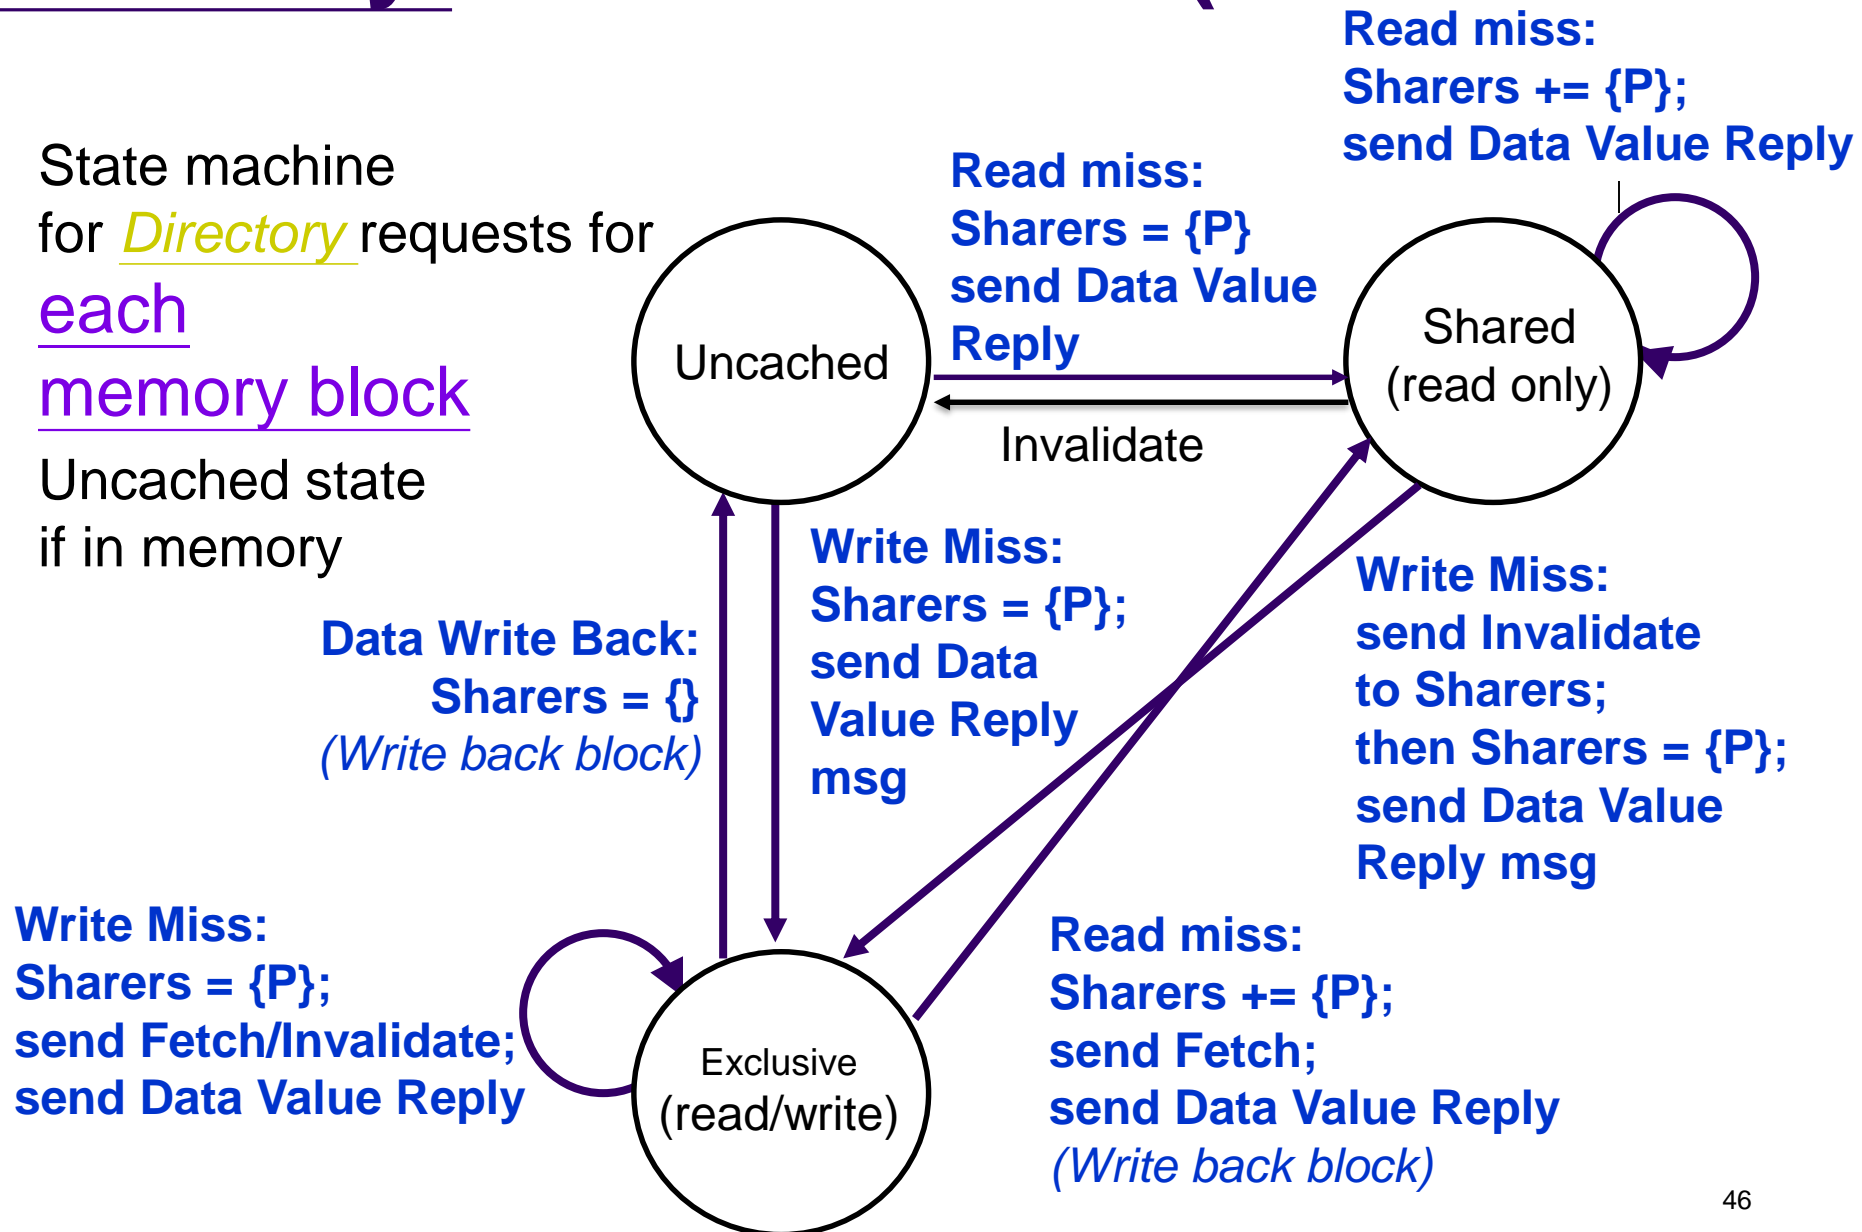 State machine
for Directory requests for
each
memory block
Uncached state
if in memory
Read miss:
Sharers += {P};
send Data Value Reply
Read miss:
Sharers = {P}
send Data Value
Reply
Uncached
Shared
(read only)
Invalidate
Write Miss:
Sharers = {P};
send Data
Value Reply
msg
Data Write Back:
Sharers = {}
(Write back block)
Write Miss:
send Invalidate
to Sharers;
then Sharers = {P};
send Data Value
Reply msg
Write Miss:
Sharers = {P};
send Fetch/Invalidate;
send Data Value Reply
Exclusive
(read/write)
Read miss:
Sharers += {P};
send Fetch;
send Data Value Reply
(Write back block)
46